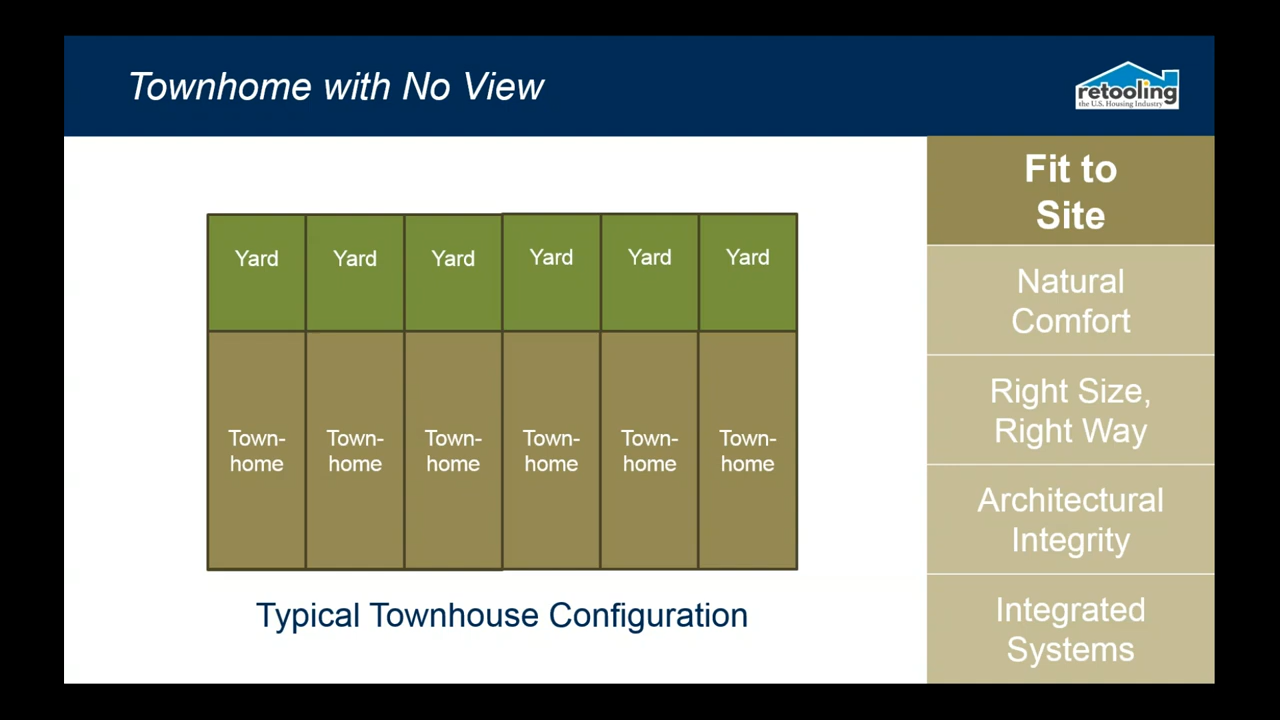 Townhome with No View
retooling
the U.S. Housing Industry
Fit to
Site
Natural
Comfort
Right Size,
Right Way
Architectural
Integrity
Integrated
Systems
Yard Yard Yard Yard Yard Yard
Town- Town- Town- Town- Town- Town-
home home home home home home
Typical Townhouse Configuration